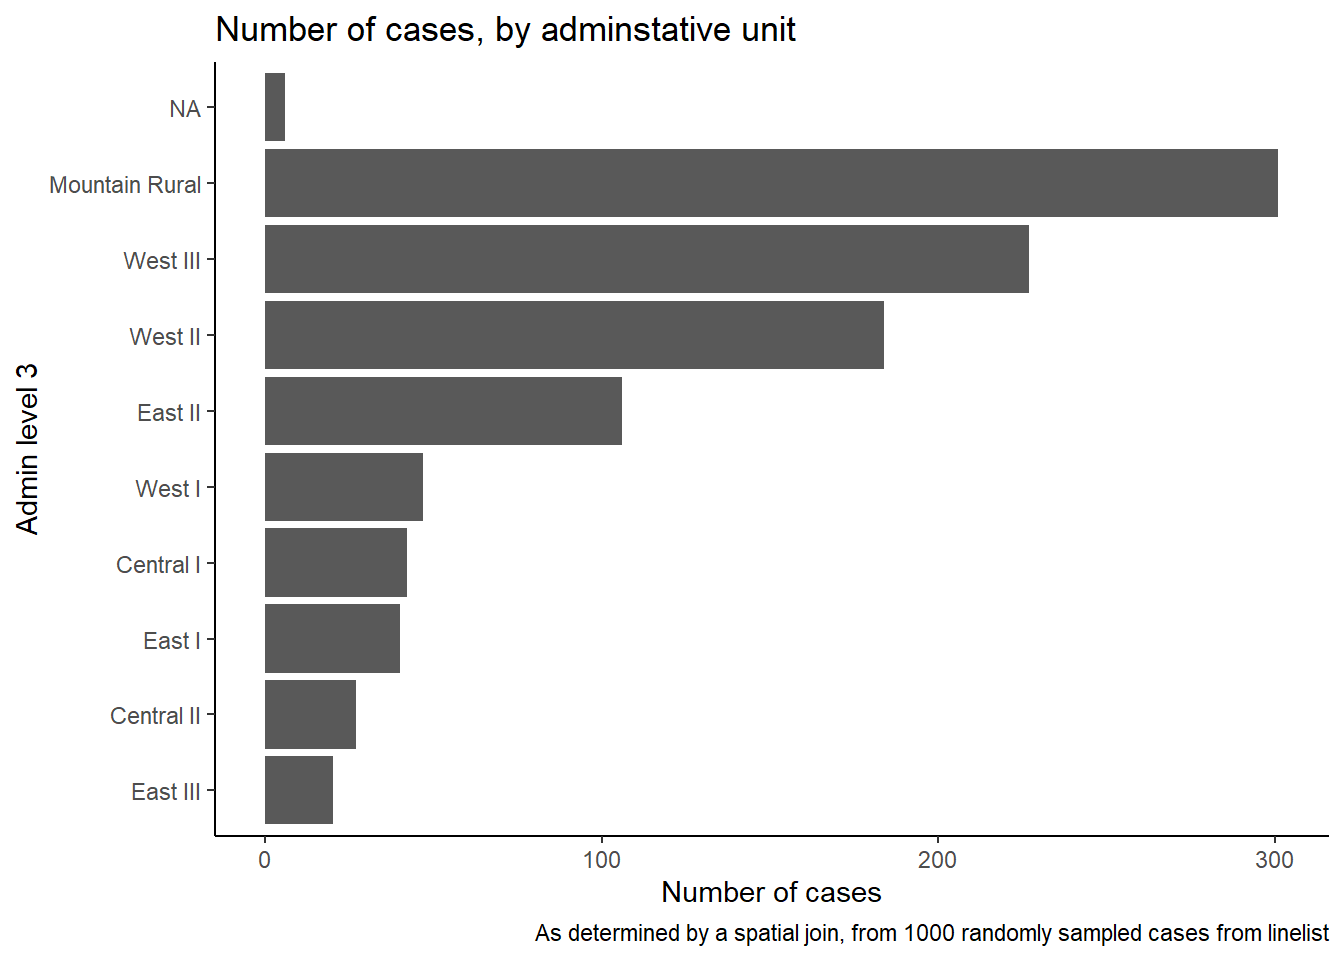 Number of cases, by adminstative unit
NA
Mountain Rural
West III
West II
East II
West I
Central I
East I
Central II
East III
Admin level 3
0 100 200 300
Number of cases
As determined by a spatial join, from 1000 randomly sampled cases from linelist